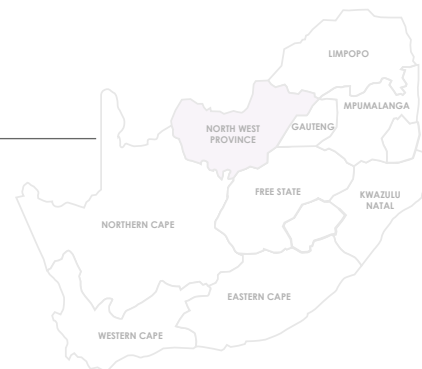 LIMPOPO
MPUMALANGA
GAUTENG
NORTH WEST
PROVINCE
FREE STATE
KWAZULU
NATAL
NORTHERN CAPE
EASTERN CAPE
WESTERN CAPE